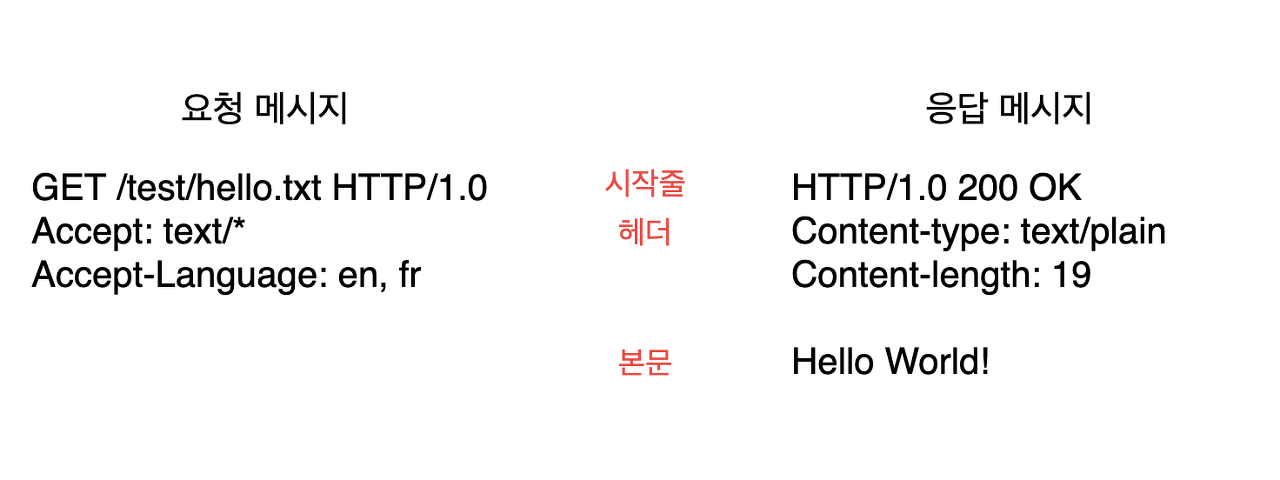 요청 메시지
응답 메시지
GET /test/hello.txt HTTP/1.0
시작줄
HTTP/1.0 200 OK
Accept: text/*
헤더
Content-type: text/plain
Accept-Language: en, fr
Content-length: 19
본문
Hello World!